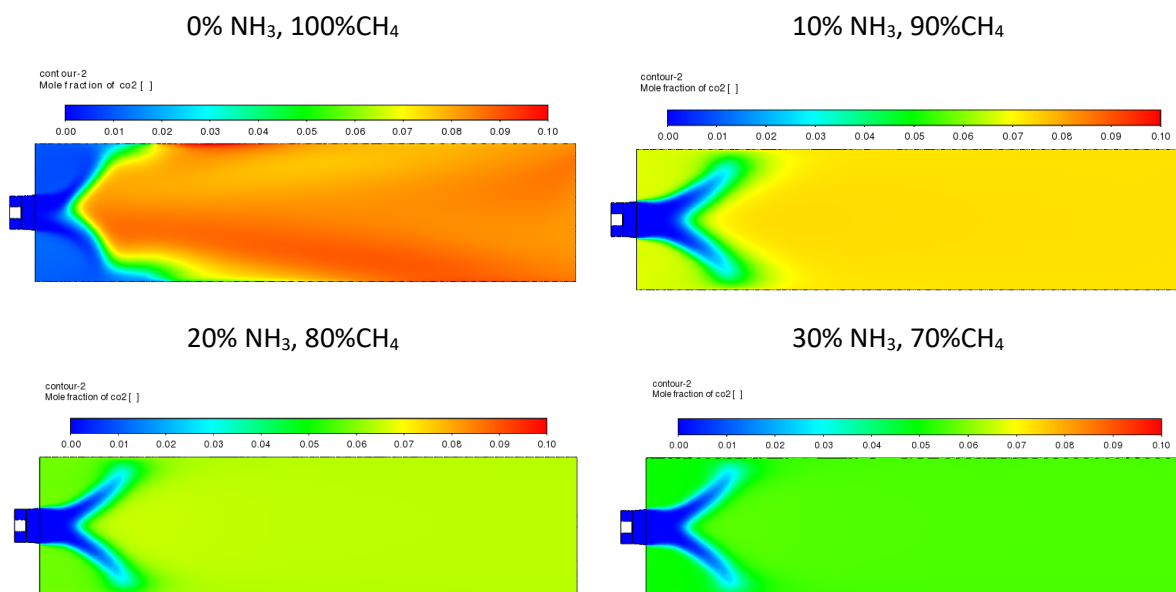 0% NH₃, 100%CH₄
contour-2
Mole fraction of co2 [ ]
0.00 0.01 0.02 0.03 0.04 0.05 0.06 0.07 0.08 0.09 0.10
10% NH₃, 90%CH₄
contour-2
Mole fraction of co2 [ ]
0.00 0.01 0.02 0.03 0.04 0.05 0.06 0.07 0.08 0.09 0.10
20% NH₃, 80%CH₄
contour-2
Mole fraction of co2 [ ]
0.00 0.01 0.02 0.03 0.04 0.05 0.06 0.07 0.08 0.09 0.10
30% NH₃, 70%CH₄
contour-2
Mole fraction of co2 [ ]
0.00 0.01 0.02 0.03 0.04 0.05 0.06 0.07 0.08 0.09 0.10